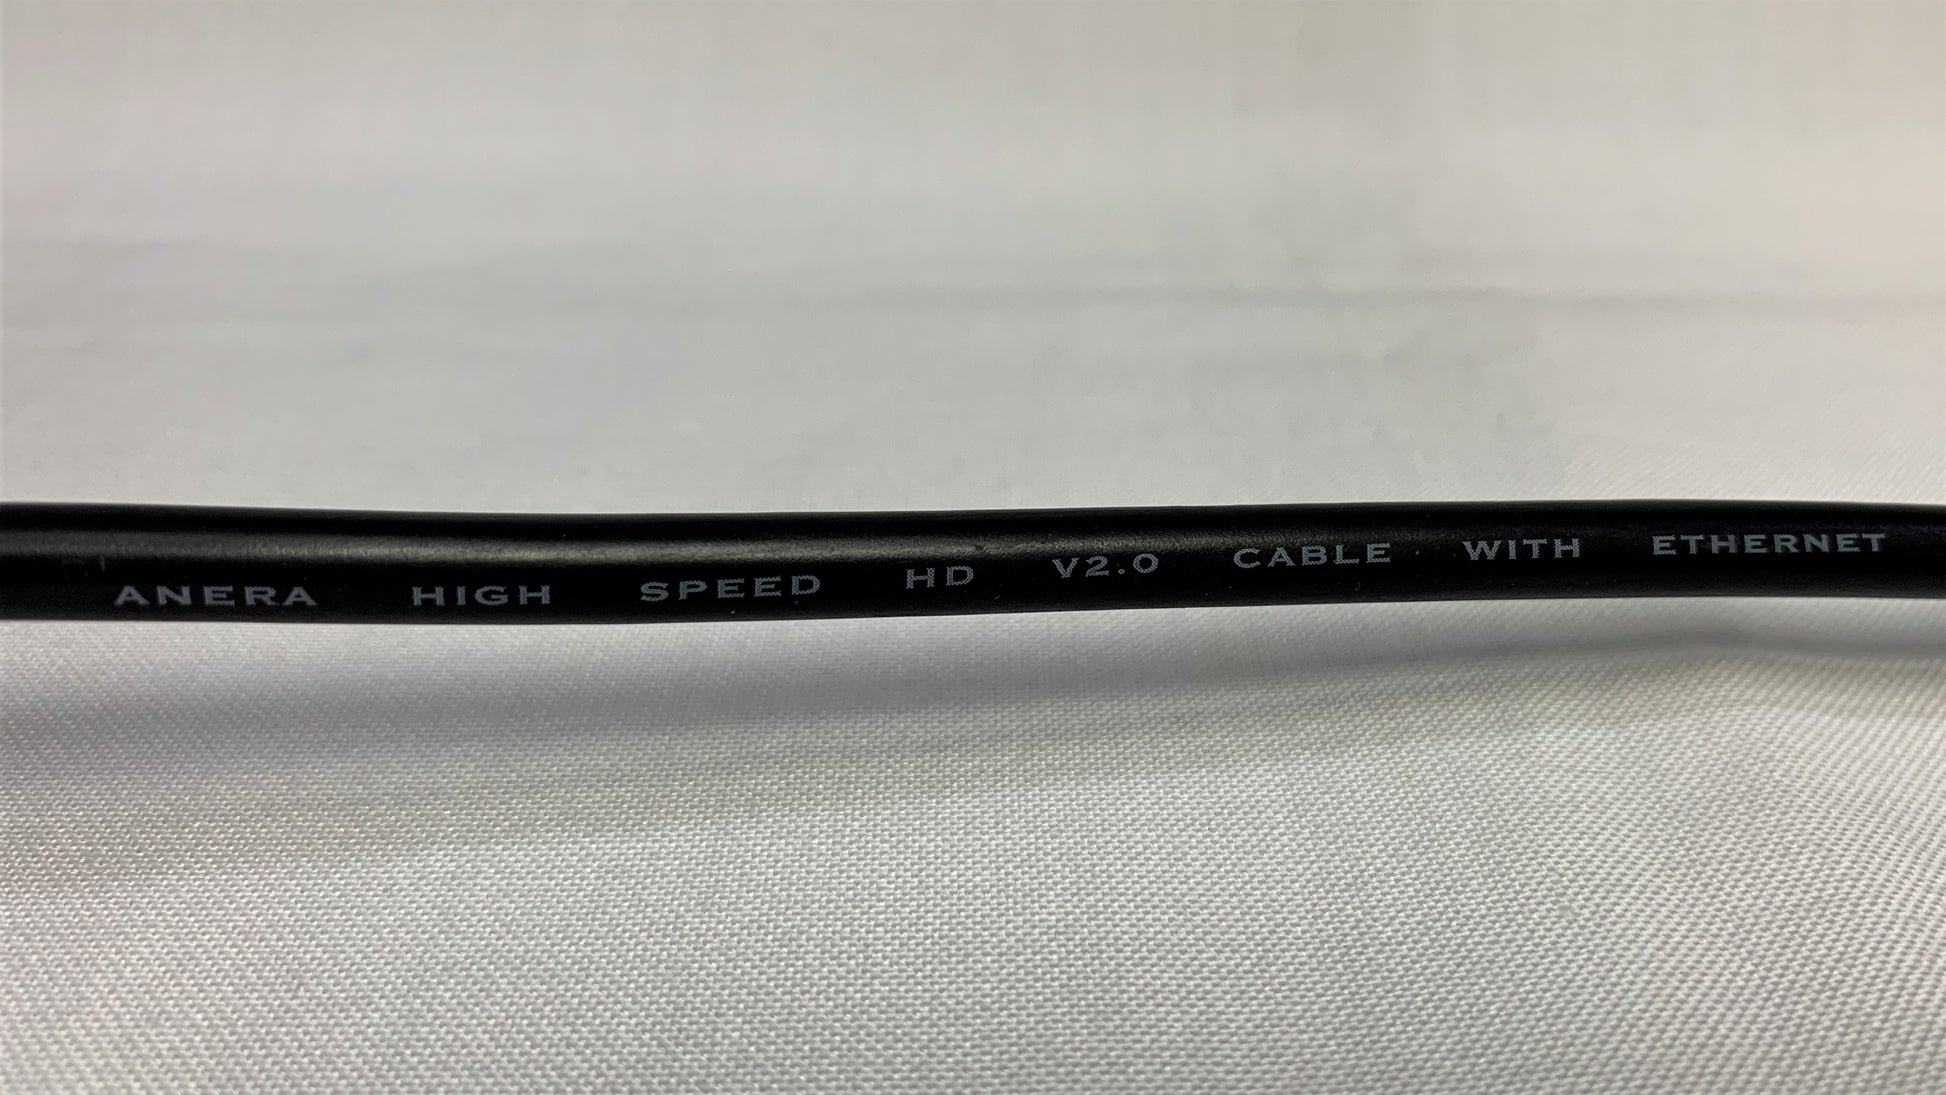 ANERA HIGH SPEED HD V2.0 CABLE WITH ETHERNET